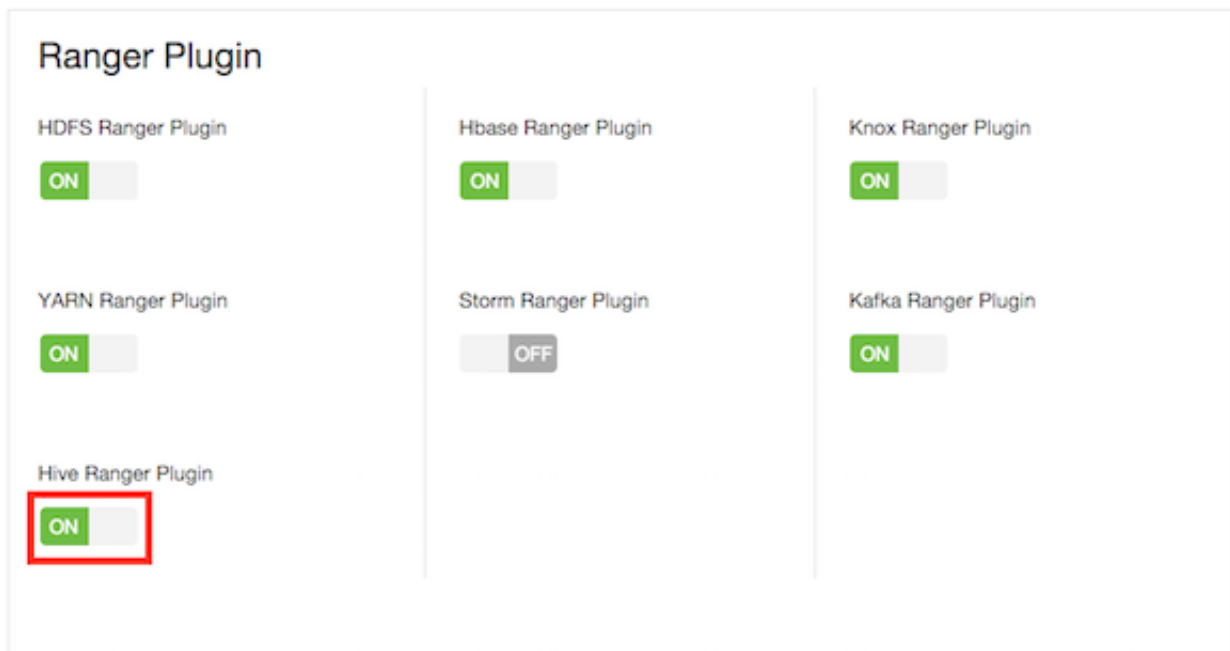 Ranger Plugin
HDFS Ranger Plugin
ON
Hbase Ranger Plugin
ON
Knox Ranger Plugin
ON
YARN Ranger Plugin
ON
Storm Ranger Plugin
OFF
Kafka Ranger Plugin
ON
Hive Ranger Plugin
ON